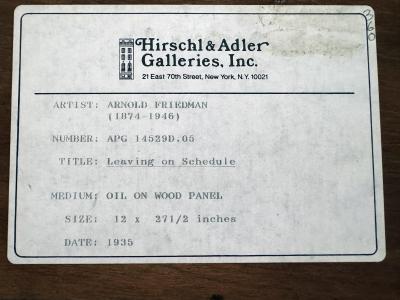 Hirschl & Adler
Galleries, Inc.
21 East 70th Street, New York, N.Y. 10021
ARTIST: ARNOLD FRIEDMAN
(1874-1946)
NUMBER: APG 14529D.05
TITLE: Leaving on Schedule
MEDIUM: OIL ON WOOD PANEL
SIZE: 12 x 271/2 inches
DATE: 1935